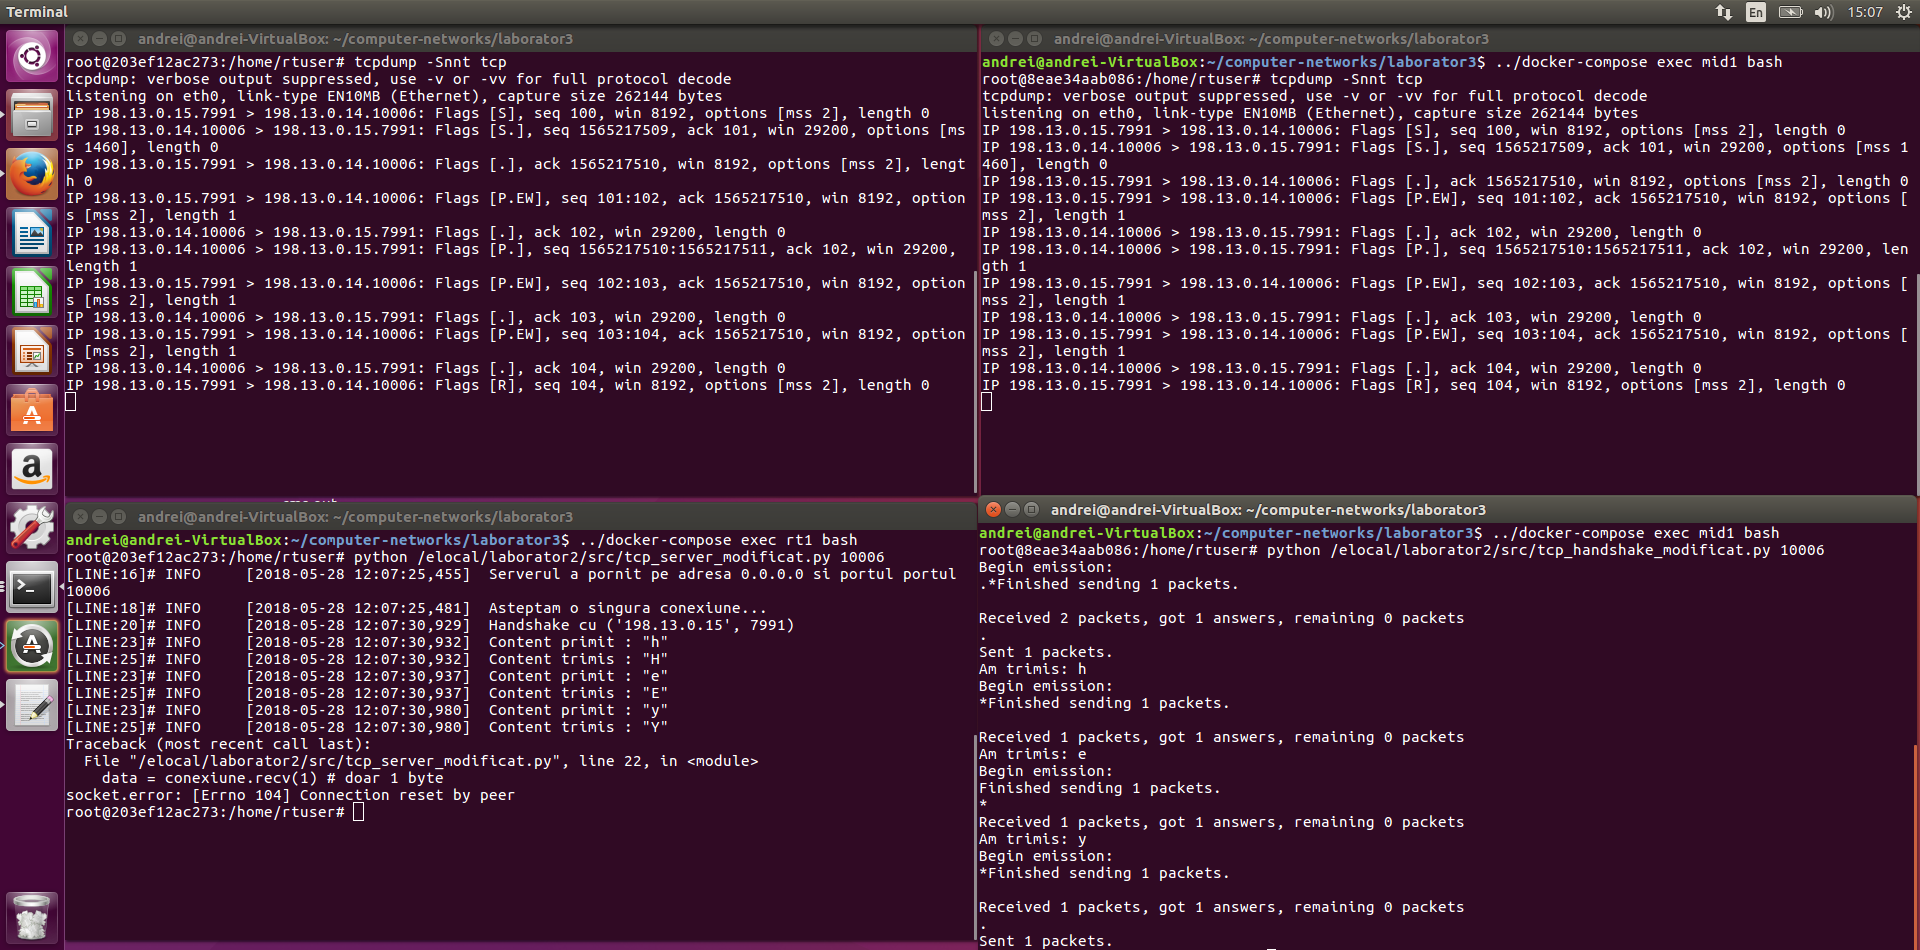 Terminal
En
15:07
andrei@andrei-VirtualBox: ~/computer-networks/laborator3
root@203ef12ac273:/home/rtuser# tcpdump -Snnt tcp
tcpdump: verbose output suppressed, use -v or -vv for full protocol decode
listening on eth0, link-type EN10MB (Ethernet), capture size 262144 bytes
IP 198.13.0.15.7991 > 198.13.0.14.10006: Flags [S], seq 100, win 8192, options [mss 2], length 0
IP 198.13.0.14.10006 > 198.13.0.15.7991: Flags [S.], seq 1565217509, ack 101, win 29200, options [ms
s 1460], length 0
IP 198.13.0.15.7991 > 198.13.0.14.10006: Flags [.], ack 1565217510, win 8192, options [mss 2], lengt
h 0
IP 198.13.0.15.7991 > 198.13.0.14.10006: Flags [P.EW], seq 101:102, ack 1565217510, win 8192, option
s [mss 2], length 1
IP 198.13.0.14.10006 > 198.13.0.15.7991: Flags [.], ack 102, win 29200, length 0
IP 198.13.0.14.10006 > 198.13.0.15.7991: Flags [P.], seq 1565217510:1565217511, ack 102, win 29200,
length 1
IP 198.13.0.15.7991 > 198.13.0.14.10006: Flags [P.EW], seq 102:103, ack 1565217510, win 8192, option
s [mss 2], length 1
IP 198.13.0.14.10006 > 198.13.0.15.7991: Flags [.], ack 103, win 29200, length 0
IP 198.13.0.15.7991 > 198.13.0.14.10006: Flags [P.EW], seq 103:104, ack 1565217510, win 8192, option
s [mss 2], length 1
IP 198.13.0.14.10006 > 198.13.0.15.7991: Flags [.], ack 104, win 29200, length 0
IP 198.13.0.15.7991 > 198.13.0.14.10006: Flags [R], seq 104, win 8192, options [mss 2], length 0
andrei@andrei-VirtualBox: ~/computer-networks/laborator3
andrei@andrei-VirtualBox:~/computer-networks/laborator3$ ../docker-compose exec mid1 bash
root@8eae34aab086:/home/rtuser# tcpdump -Snnt tcp
tcpdump: verbose output suppressed, use -v or -vv for full protocol decode
listening on eth0, link-type EN10MB (Ethernet), capture size 262144 bytes
IP 198.13.0.15.7991 > 198.13.0.14.10006: Flags [S], seq 100, win 8192, options [mss 2], length 0
IP 198.13.0.14.10006 > 198.13.0.15.7991: Flags [S.], seq 1565217509, ack 101, win 29200, options [mss 1
460], length 0
IP 198.13.0.15.7991 > 198.13.0.14.10006: Flags [.], ack 1565217510, win 8192, options [mss 2], length 0
IP 198.13.0.15.7991 > 198.13.0.14.10006: Flags [P.EW], seq 101:102, ack 1565217510, win 8192, options [
mss 2], length 1
IP 198.13.0.14.10006 > 198.13.0.15.7991: Flags [.], ack 102, win 29200, length 0
IP 198.13.0.14.10006 > 198.13.0.15.7991: Flags [P.], seq 1565217510:1565217511, ack 102, win 29200, len
gth 1
IP 198.13.0.15.7991 > 198.13.0.14.10006: Flags [P.EW], seq 102:103, ack 1565217510, win 8192, options [
mss 2], length 1
IP 198.13.0.14.10006 > 198.13.0.15.7991: Flags [.], ack 103, win 29200, length 0
IP 198.13.0.15.7991 > 198.13.0.14.10006: Flags [P.EW], seq 103:104, ack 1565217510, win 8192, options [
mss 2], length 1
IP 198.13.0.14.10006 > 198.13.0.15.7991: Flags [.], ack 104, win 29200, length 0
IP 198.13.0.15.7991 > 198.13.0.14.10006: Flags [R], seq 104, win 8192, options [mss 2], length 0
andrei@andrei-VirtualBox: ~/computer-networks/laborator3
andrei@andrei-VirtualBox:~/computer-networks/laborator3$ ../docker-compose exec rt1 bash
root@203ef12ac273:/home/rtuser# python /elocal/laborator2/src/tcp_server_modificat.py 10006
[LINE:16]# INFO     [2018-05-28 12:07:25,455]  Serverul a pornit pe adresa 0.0.0.0 si portul portul
10006
[LINE:18]# INFO     [2018-05-28 12:07:25,481]  Asteptam o singura conexiune...
[LINE:20]# INFO     [2018-05-28 12:07:30,929]  Handshake cu ('198.13.0.15', 7991)
[LINE:23]# INFO     [2018-05-28 12:07:30,932]  Content primit : "h"
[LINE:25]# INFO     [2018-05-28 12:07:30,932]  Content trimis : "H"
[LINE:23]# INFO     [2018-05-28 12:07:30,937]  Content primit : "e"
[LINE:25]# INFO     [2018-05-28 12:07:30,937]  Content trimis : "E"
[LINE:23]# INFO     [2018-05-28 12:07:30,980]  Content primit : "y"
[LINE:25]# INFO     [2018-05-28 12:07:30,980]  Content trimis : "Y"
Traceback (most recent call last):
  File "/elocal/laborator2/src/tcp_server_modificat.py", line 22, in <module>
    data = conexiune.recv(1) # doar 1 byte
socket.error: [Errno 104] Connection reset by peer
root@203ef12ac273:/home/rtuser#
andrei@andrei-VirtualBox: ~/computer-networks/laborator3
andrei@andrei-VirtualBox:~/computer-networks/laborator3$ ../docker-compose exec mid1 bash
root@8eae34aab086:/home/rtuser# python /elocal/laborator2/src/tcp_handshake_modificat.py 10006
Begin emission:
.*Finished sending 1 packets.
Received 2 packets, got 1 answers, remaining 0 packets
.
Sent 1 packets.
Am trimis: h
Begin emission:
*Finished sending 1 packets.
Received 1 packets, got 1 answers, remaining 0 packets
Am trimis: e
Begin emission:
Finished sending 1 packets.
*
Received 1 packets, got 1 answers, remaining 0 packets
Am trimis: y
Begin emission:
*Finished sending 1 packets.
Received 1 packets, got 1 answers, remaining 0 packets
.
Sent 1 packets.